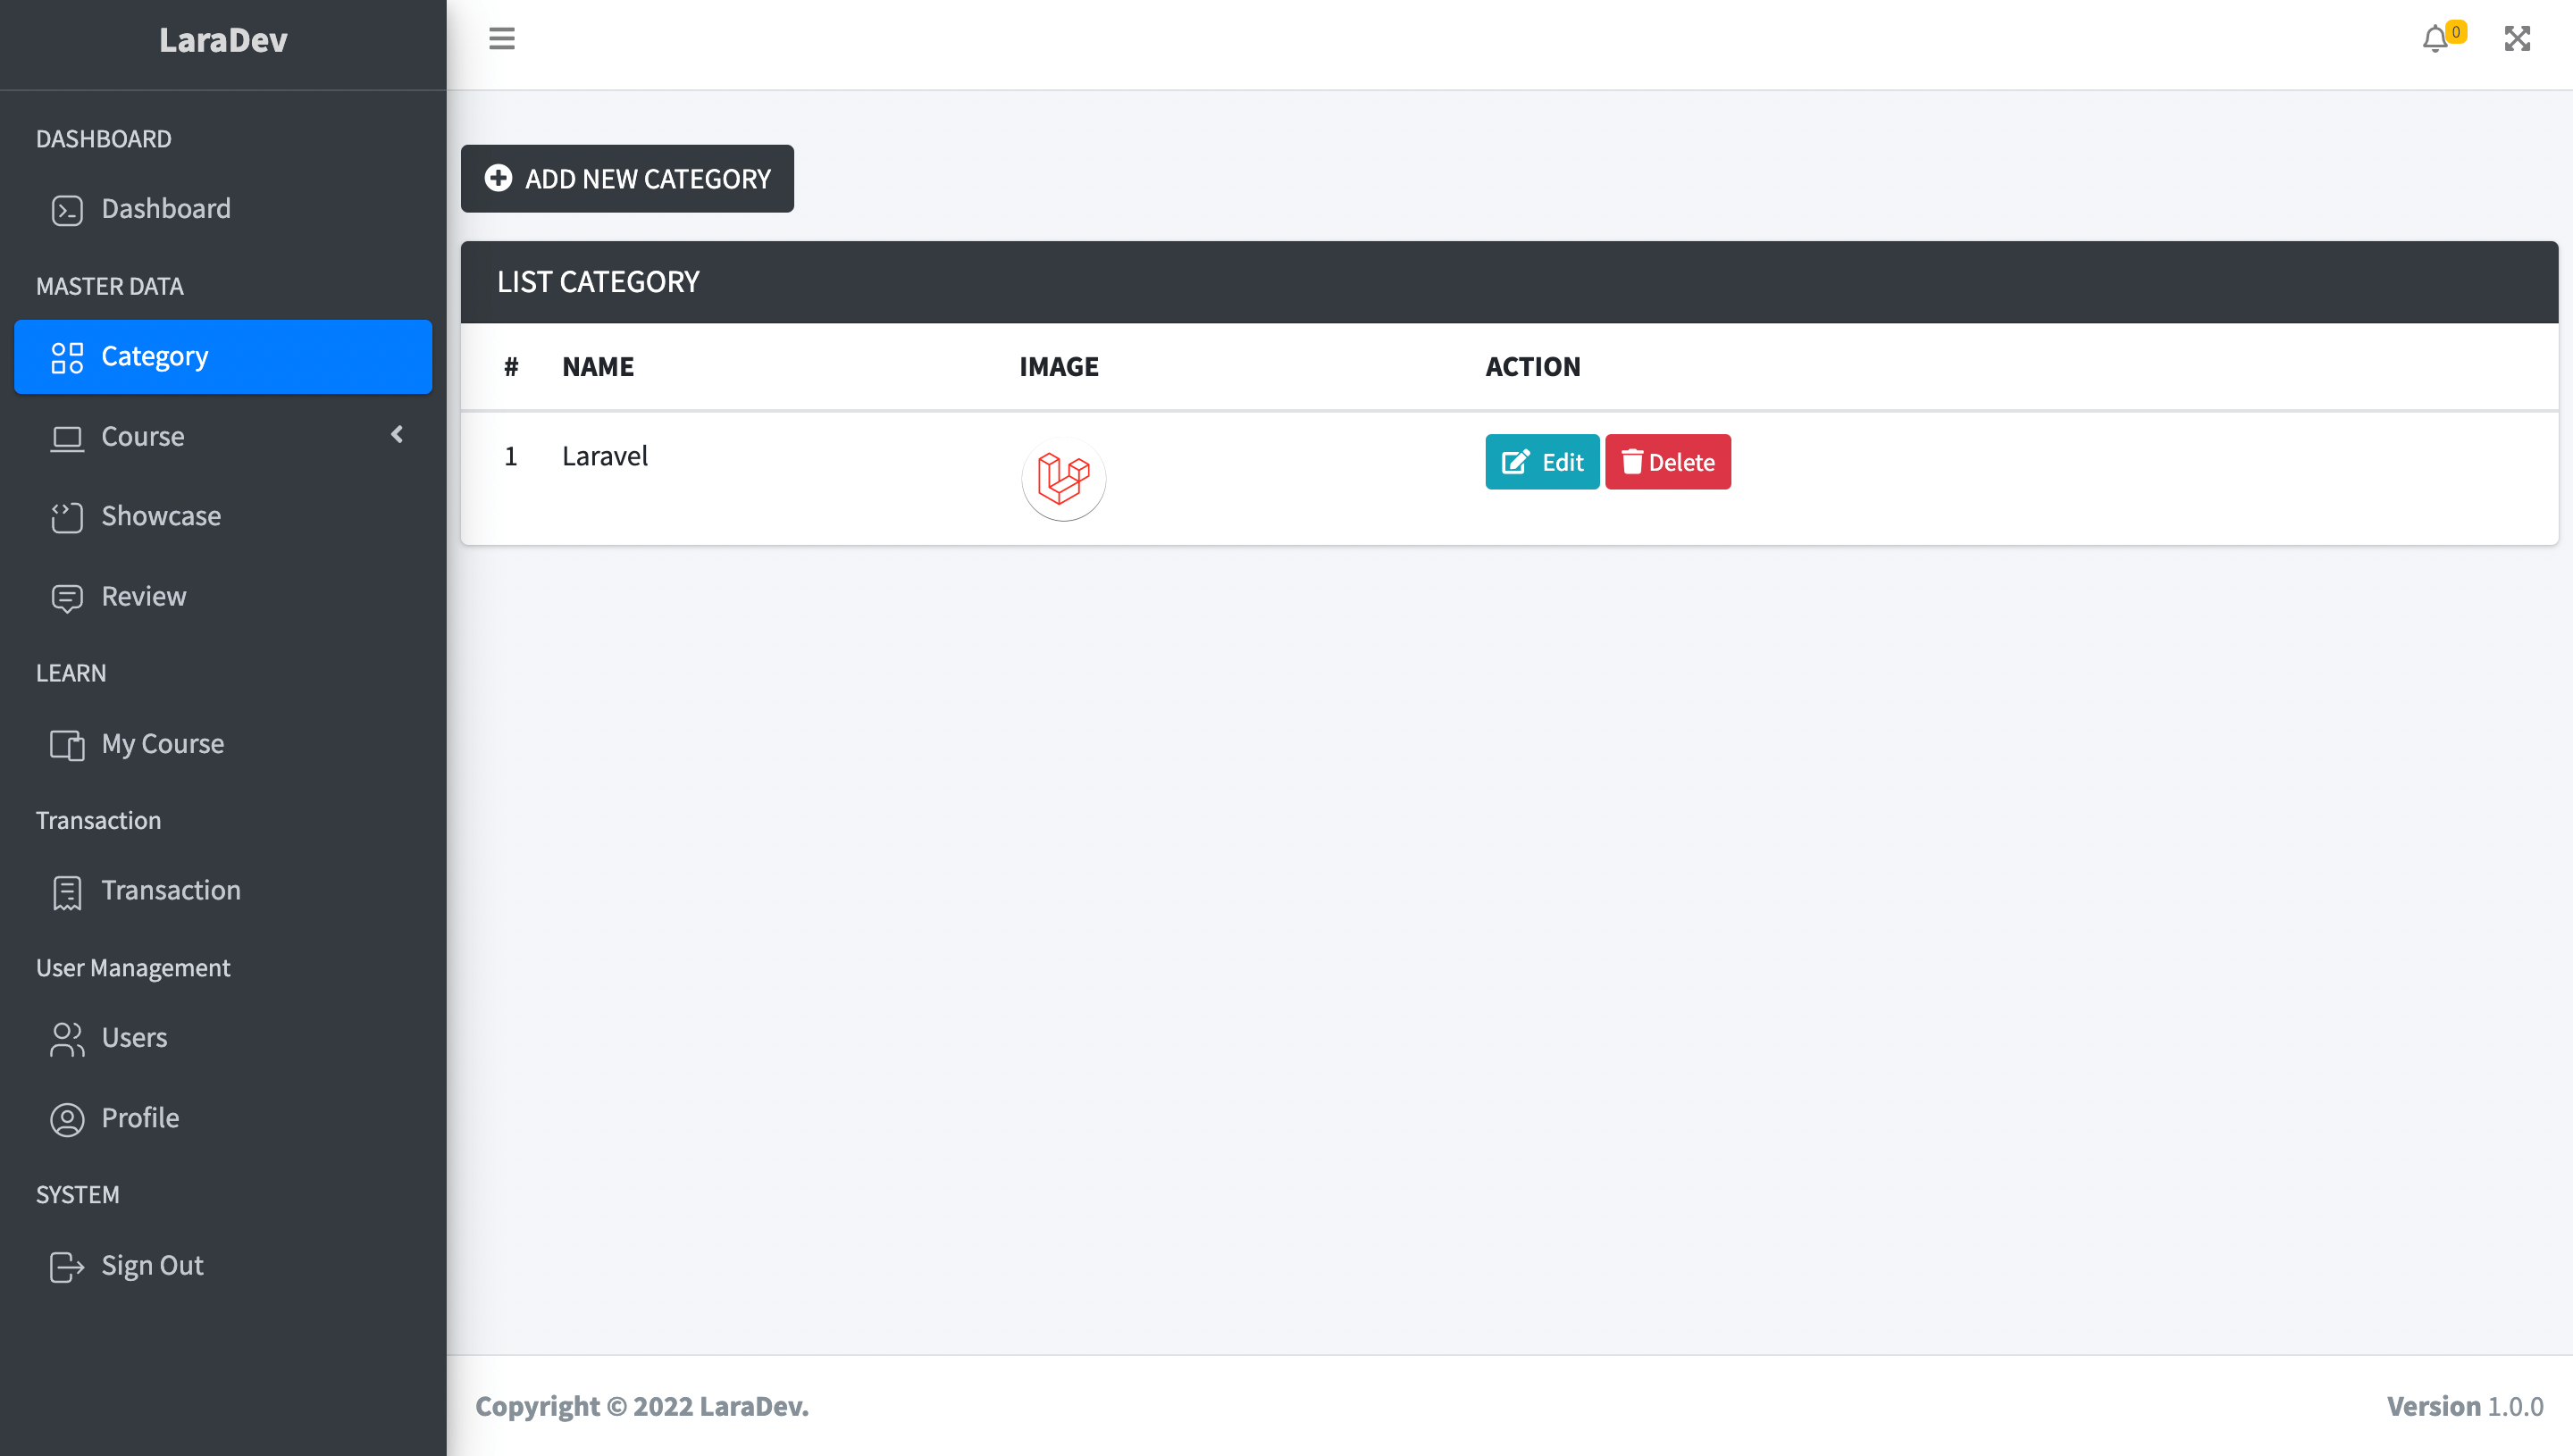 LaraDev
0
DASHBOARD
Dashboard
MASTER DATA
Category
Course
Showcase
Review
LEARN
My Course
Transaction
Transaction
User Management
Users
Profile
SYSTEM
Sign Out
ADD NEW CATEGORY
LIST CATEGORY
# NAME IMAGE ACTION
1 Laravel Edit Delete
Copyright © 2022 LaraDev.
Version 1.0.0